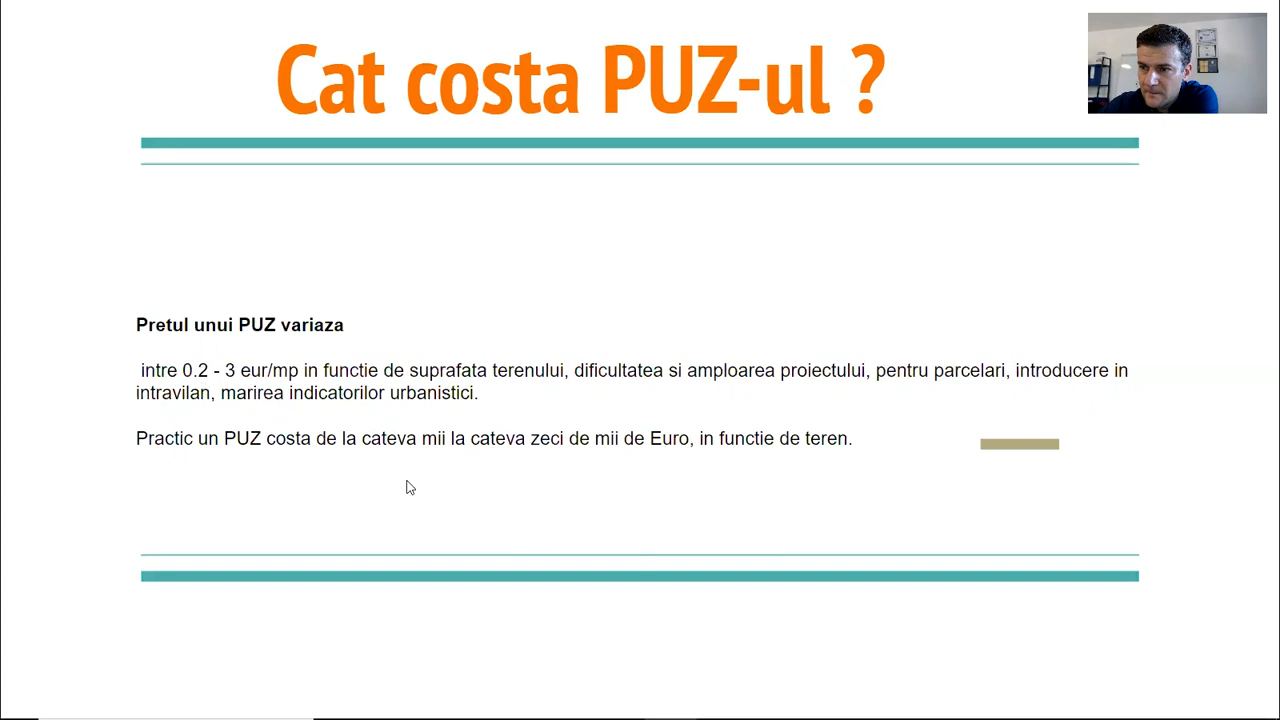 Cat costa PUZ-ul ?
Pretul unui PUZ variaza
intre 0.2 - 3 eur/mp in functie de suprafata terenului, dificultatea si amploarea proiectului, pentru parcelari, introducere in
intravilan, marirea indicatorilor urbanistici.
Practic un PUZ costa de la cateva mii la cateva zeci de mii de Euro, in functie de teren.